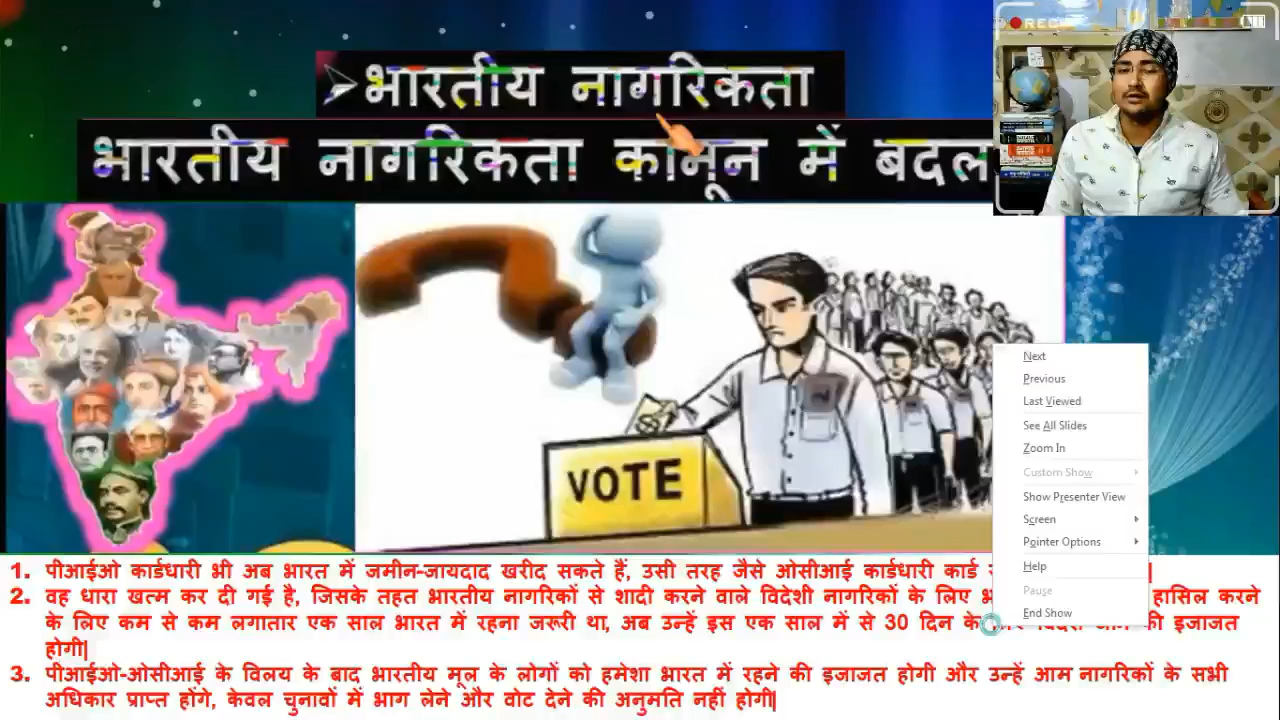 REC
➢भारतीय नागरिकता
भारतीय नागरिकता कानून में बदल
VOTE
Next
Previous
Last Viewed
See All Slides
Zoom In
Custom Show
Show Presenter View
Screen
Pointer Options
Help
Pause
End Show
1. पीआईओ कार्डधारी भी अब भारत में जमीन-जायदाद खरीद सकते हैं, उसी तरह जैसे ओसीआई कार्डधारी कार्ड
2. वह धारा खत्म कर दी गई है, जिसके तहत भारतीय नागरिकों से शादी करने वाले विदेशी नागरिकों के लिए हासिल करने
के लिए कम से कम लगातार एक साल भारत में रहना जरूरी था, अब उन्हें इस एक साल में से 30 दिन के की इजाजत
होगी|
3. पीआईओ-ओसीआई के विलय के बाद भारतीय मूल के लोगों को हमेशा भारत में रहने की इजाजत होगी और उन्हें आम नागरिकों के सभी
अधिकार प्राप्त होंगे, केवल चुनावों में भाग लेने और वोट देने की अनुमति नहीं होगी|